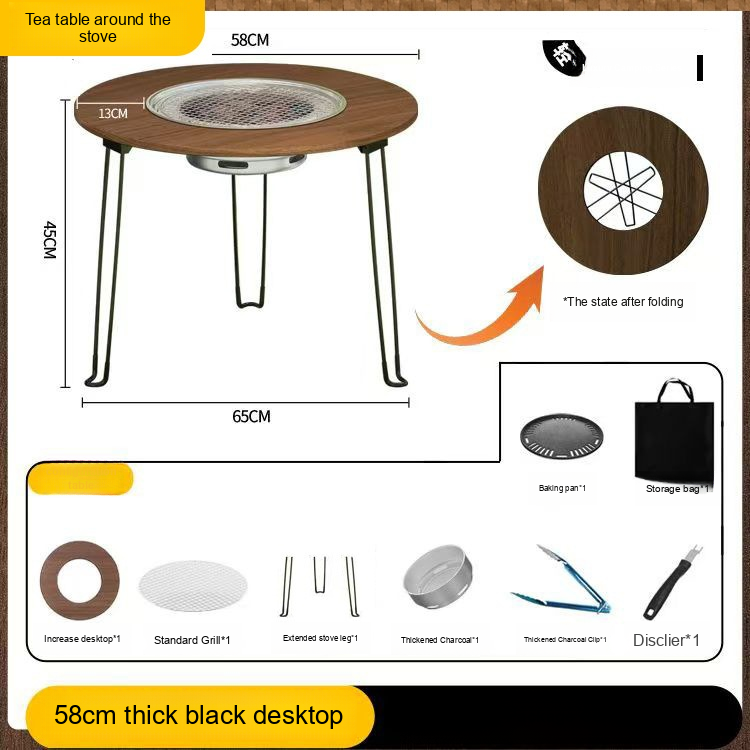 Tea table around the
stove
58CM
13CM
45CM
65CM
*The state after folding
Baking pan*1
Storage bag*1
Increase desktop*1
Standard Grill*1
Extended stove leg*1
Thickened Charcoal*1
Thickened Charcoal Clip*1
Disclier*1
58cm thick black desktop